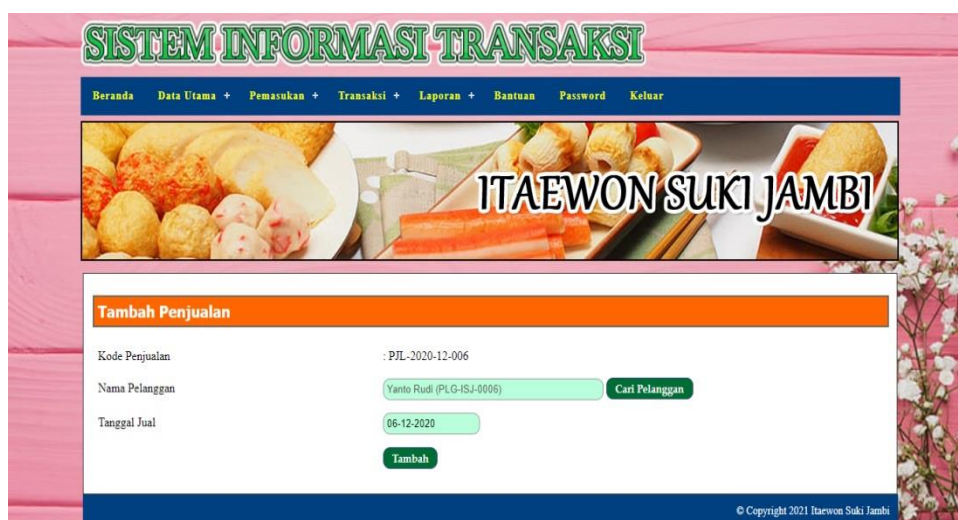 SISTEM INFORMASI TRANSAKSI
Beranda Data Utama + Pemasukan + Transaksi + Laporan + Bantuan Password Keluar
ITAEWON SUKI JAMBI
Tambah Penjualan
Kode Penjualan : PJL-2020-12-006
Nama Pelanggan Yanto Rudi (PLG-ISJ-0006) Cari Pelanggan
Tanggal Jual 06-12-2020
Tambah
© Copyright 2021 Itaewon Suki Jambi